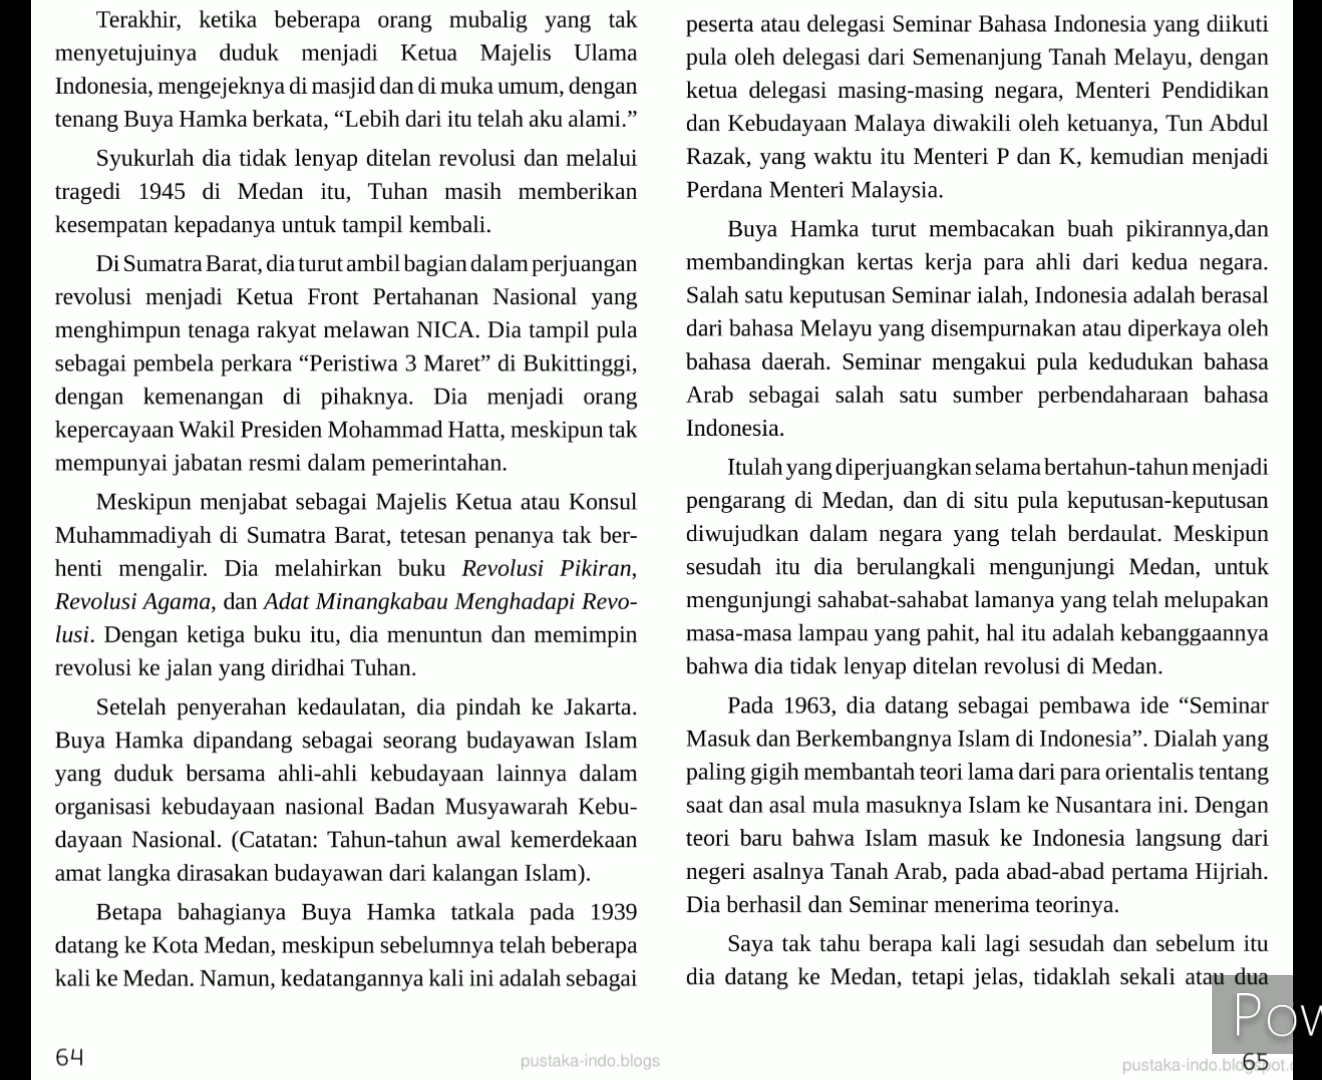 Terakhir, ketika beberapa orang mubalig yang tak
menyetujuinya duduk menjadi Ketua Majelis Ulama
Indonesia, mengejeknya di masjid dan di muka umum, dengan
tenang Buya Hamka berkata, “Lebih dari itu telah aku alami.”
Syukurlah dia tidak lenyap ditelan revolusi dan melalui
tragedi 1945 di Medan itu, Tuhan masih memberikan
kesempatan kepadanya untuk tampil kembali.
Di Sumatra Barat, dia turut ambil bagian dalam perjuangan
revolusi menjadi Ketua Front Pertahanan Nasional yang
menghimpun tenaga rakyat melawan NICA. Dia tampil pula
sebagai pembela perkara “Peristiwa 3 Maret” di Bukittinggi,
dengan kemenangan di pihaknya. Dia menjadi orang
kepercayaan Wakil Presiden Mohammad Hatta, meskipun tak
mempunyai jabatan resmi dalam pemerintahan.
Meskipun menjabat sebagai Majelis Ketua atau Konsul
Muhammadiyah di Sumatra Barat, tetesan penanya tak ber-
henti mengalir. Dia melahirkan buku Revolusi Pikiran,
Revolusi Agama, dan Adat Minangkabau Menghadapi Revo-
lusi. Dengan ketiga buku itu, dia menuntun dan memimpin
revolusi ke jalan yang diridhai Tuhan.
Setelah penyerahan kedaulatan, dia pindah ke Jakarta.
Buya Hamka dipandang sebagai seorang budayawan Islam
yang duduk bersama ahli-ahli kebudayaan lainnya dalam
organisasi kebudayaan nasional Badan Musyawarah Kebu-
dayaan Nasional. (Catatan: Tahun-tahun awal kemerdekaan
amat langka dirasakan budayawan dari kalangan Islam).
Betapa bahagianya Buya Hamka tatkala pada 1939
datang ke Kota Medan, meskipun sebelumnya telah beberapa
kali ke Medan. Namun, kedatangannya kali ini adalah sebagai
64
pustaka-indo.blogs
peserta atau delegasi Seminar Bahasa Indonesia yang diikuti
pula oleh delegasi dari Semenanjung Tanah Melayu, dengan
ketua delegasi masing-masing negara, Menteri Pendidikan
dan Kebudayaan Malaya diwakili oleh ketuanya, Tun Abdul
Razak, yang waktu itu Menteri P dan K, kemudian menjadi
Perdana Menteri Malaysia.
Buya Hamka turut membacakan buah pikirannya,dan
membandingkan kertas kerja para ahli dari kedua negara.
Salah satu keputusan Seminar ialah, Indonesia adalah berasal
dari bahasa Melayu yang disempurnakan atau diperkaya oleh
bahasa daerah. Seminar mengakui pula kedudukan bahasa
Arab sebagai salah satu sumber perbendaharaan bahasa
Indonesia.
Itulah yang diperjuangkan selama bertahun-tahun menjadi
pengarang di Medan, dan di situ pula keputusan-keputusan
diwujudkan dalam negara yang telah berdaulat. Meskipun
sesudah itu dia berulangkali mengunjungi Medan, untuk
mengunjungi sahabat-sahabat lamanya yang telah melupakan
masa-masa lampau yang pahit, hal itu adalah kebanggaannya
bahwa dia tidak lenyap ditelan revolusi di Medan.
Pada 1963, dia datang sebagai pembawa ide “Seminar
Masuk dan Berkembangnya Islam di Indonesia”. Dialah yang
paling gigih membantah teori lama dari para orientalis tentang
saat dan asal mula masuknya Islam ke Nusantara ini. Dengan
teori baru bahwa Islam masuk ke Indonesia langsung dari
negeri asalnya Tanah Arab, pada abad-abad pertama Hijriah.
Dia berhasil dan Seminar menerima teorinya.
Saya tak tahu berapa kali lagi sesudah dan sebelum itu
dia datang ke Medan, tetapi jelas, tidaklah sekali atau dua
Pow
65